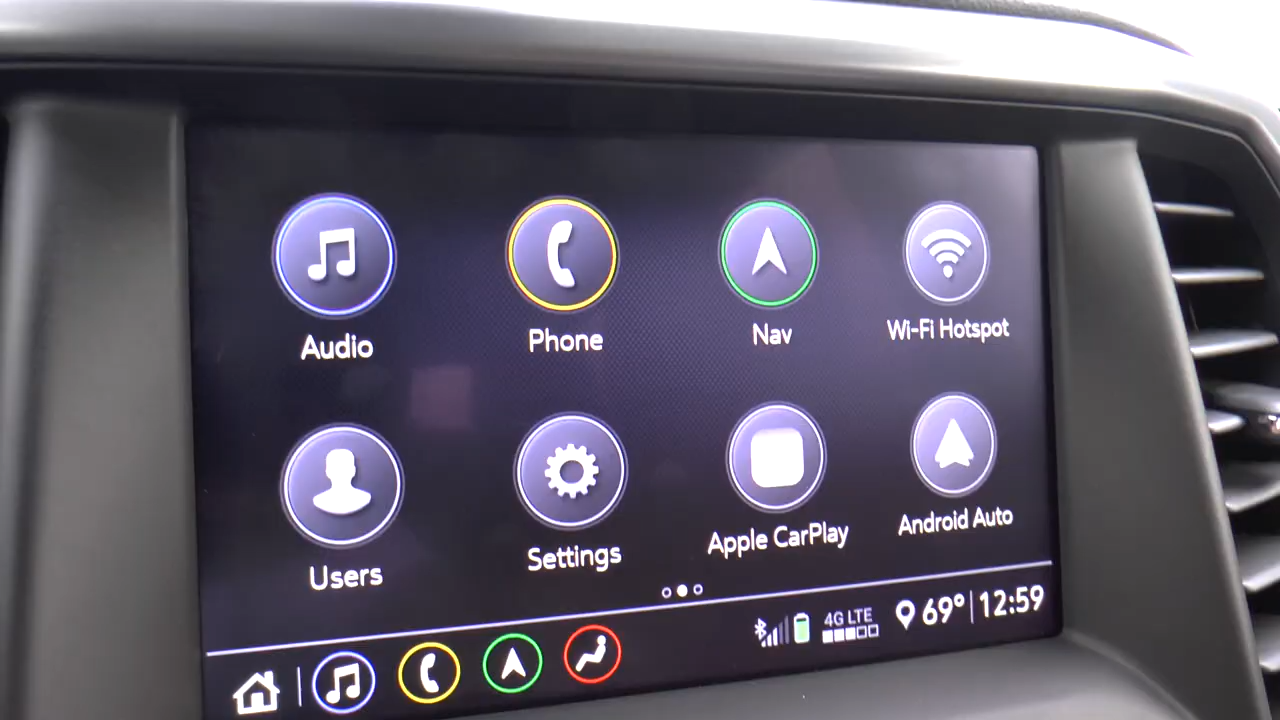 Audio
Phone
Nav
Wi-Fi Hotspot
Users
Settings
Apple CarPlay
Android Auto
4G LTE
69°
12:59